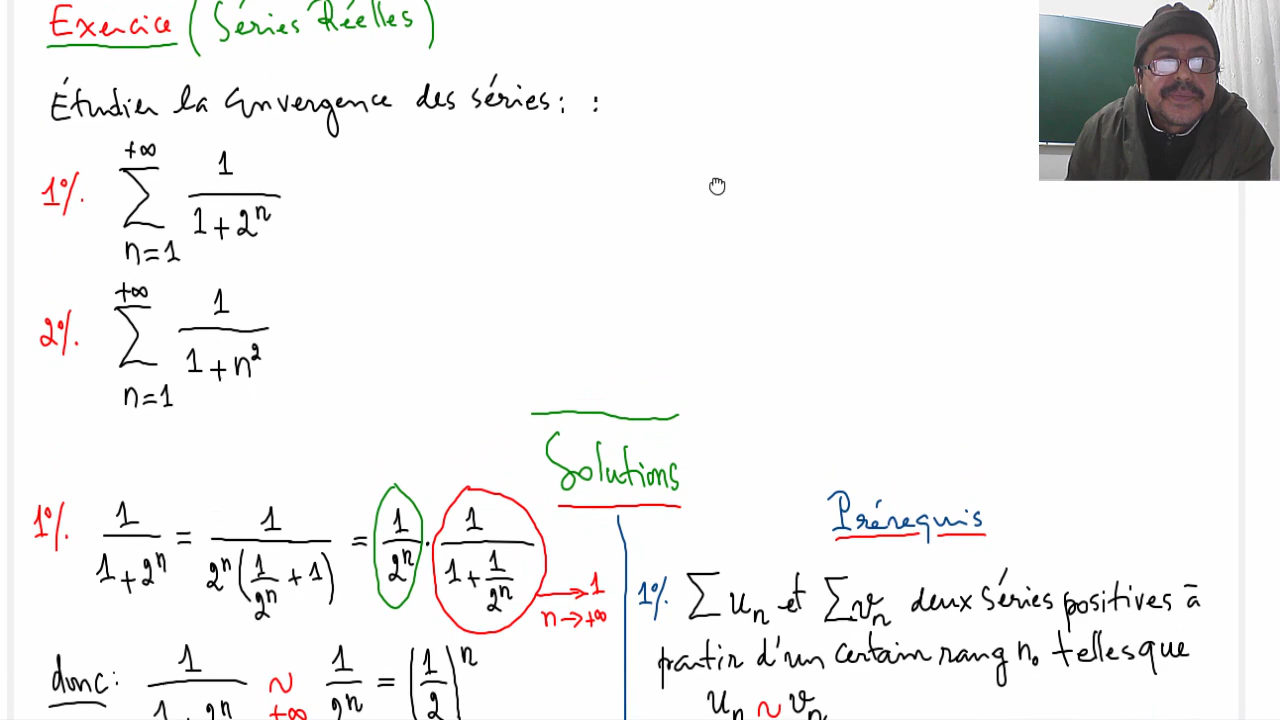 Exercice (Séries Réelles)
Étudier la convergence des séries: :
1%. +∞ ∑ n=1 1/(1+2^n)
2%. +∞ ∑ n=1 1/(1+n^2)
Solutions
1% 1/(1+2^n) = 1/(2^n(1/2^n + 1)) = 1/2^n · 1/(1+1/2^n) → 1 n→+∞
donc: 1/(1+2^n) ~ +∞ 1/2^n = (1/2)^n
Prérequis
1%. ∑ u_n et ∑ v_n deux séries positives à
partir d'un certain rang n_0 telles que
u_n ~ v_n